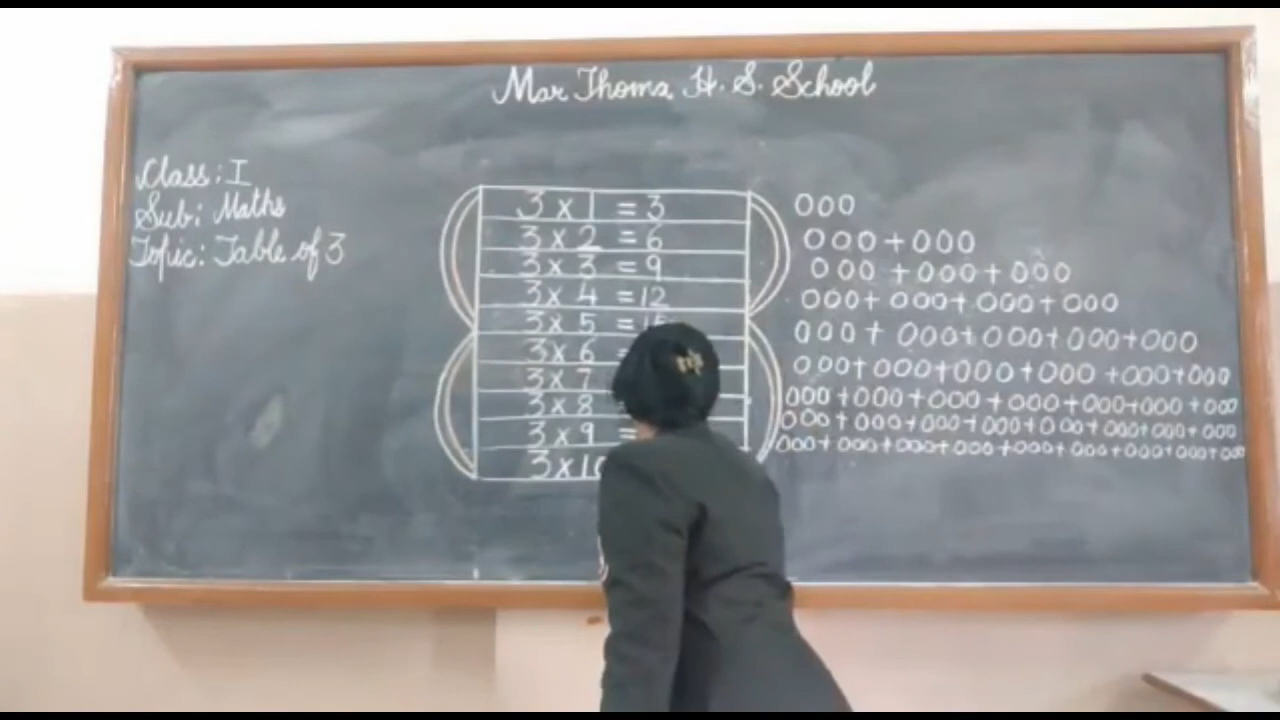 Mar Thoma H. S. School
Class: I
Sub: Maths
Topic: Table of 3
3 x 1 = 3 000
3 x 2 = 6 000+000
3 x 3 = 9 000+000+000
3 x 4 = 12 000+000+000+000
3 x 5 = 15 000+000+000+000+000
3 x 6 = 000+000+000+000+000+000
3 x 7 000+000+000+000+000+000+000
3 x 8 000+000+000+000+000+000+000+000
3 x 9 = 000+000+000+000+000+000+000+000+000
3 x 10